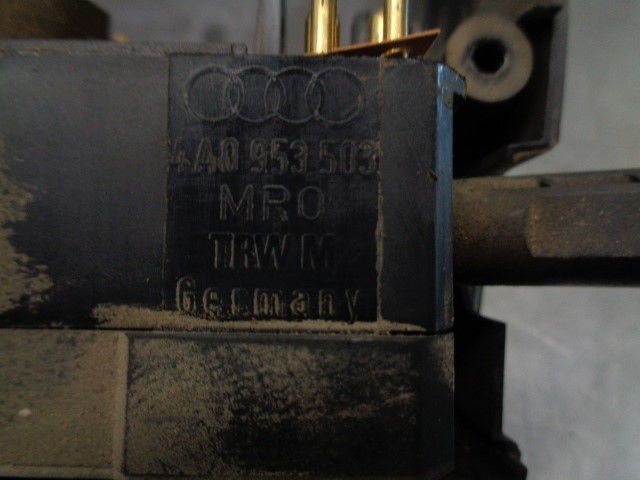 4A0 953 503
MRO
TRW M
Germany